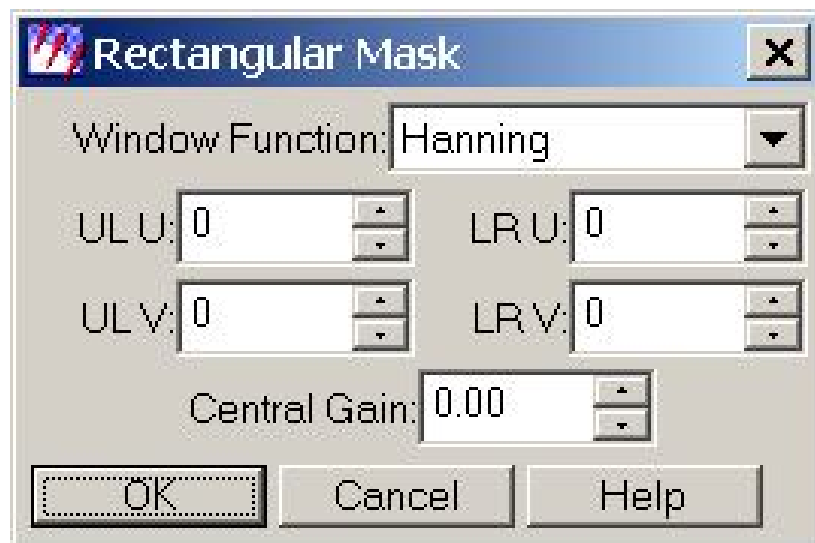 Rectangular Mask
Window Function: Hanning
UL U: 0 LR U: 0
UL V: 0 LR V: 0
Central Gain: 0.00
OK Cancel Help